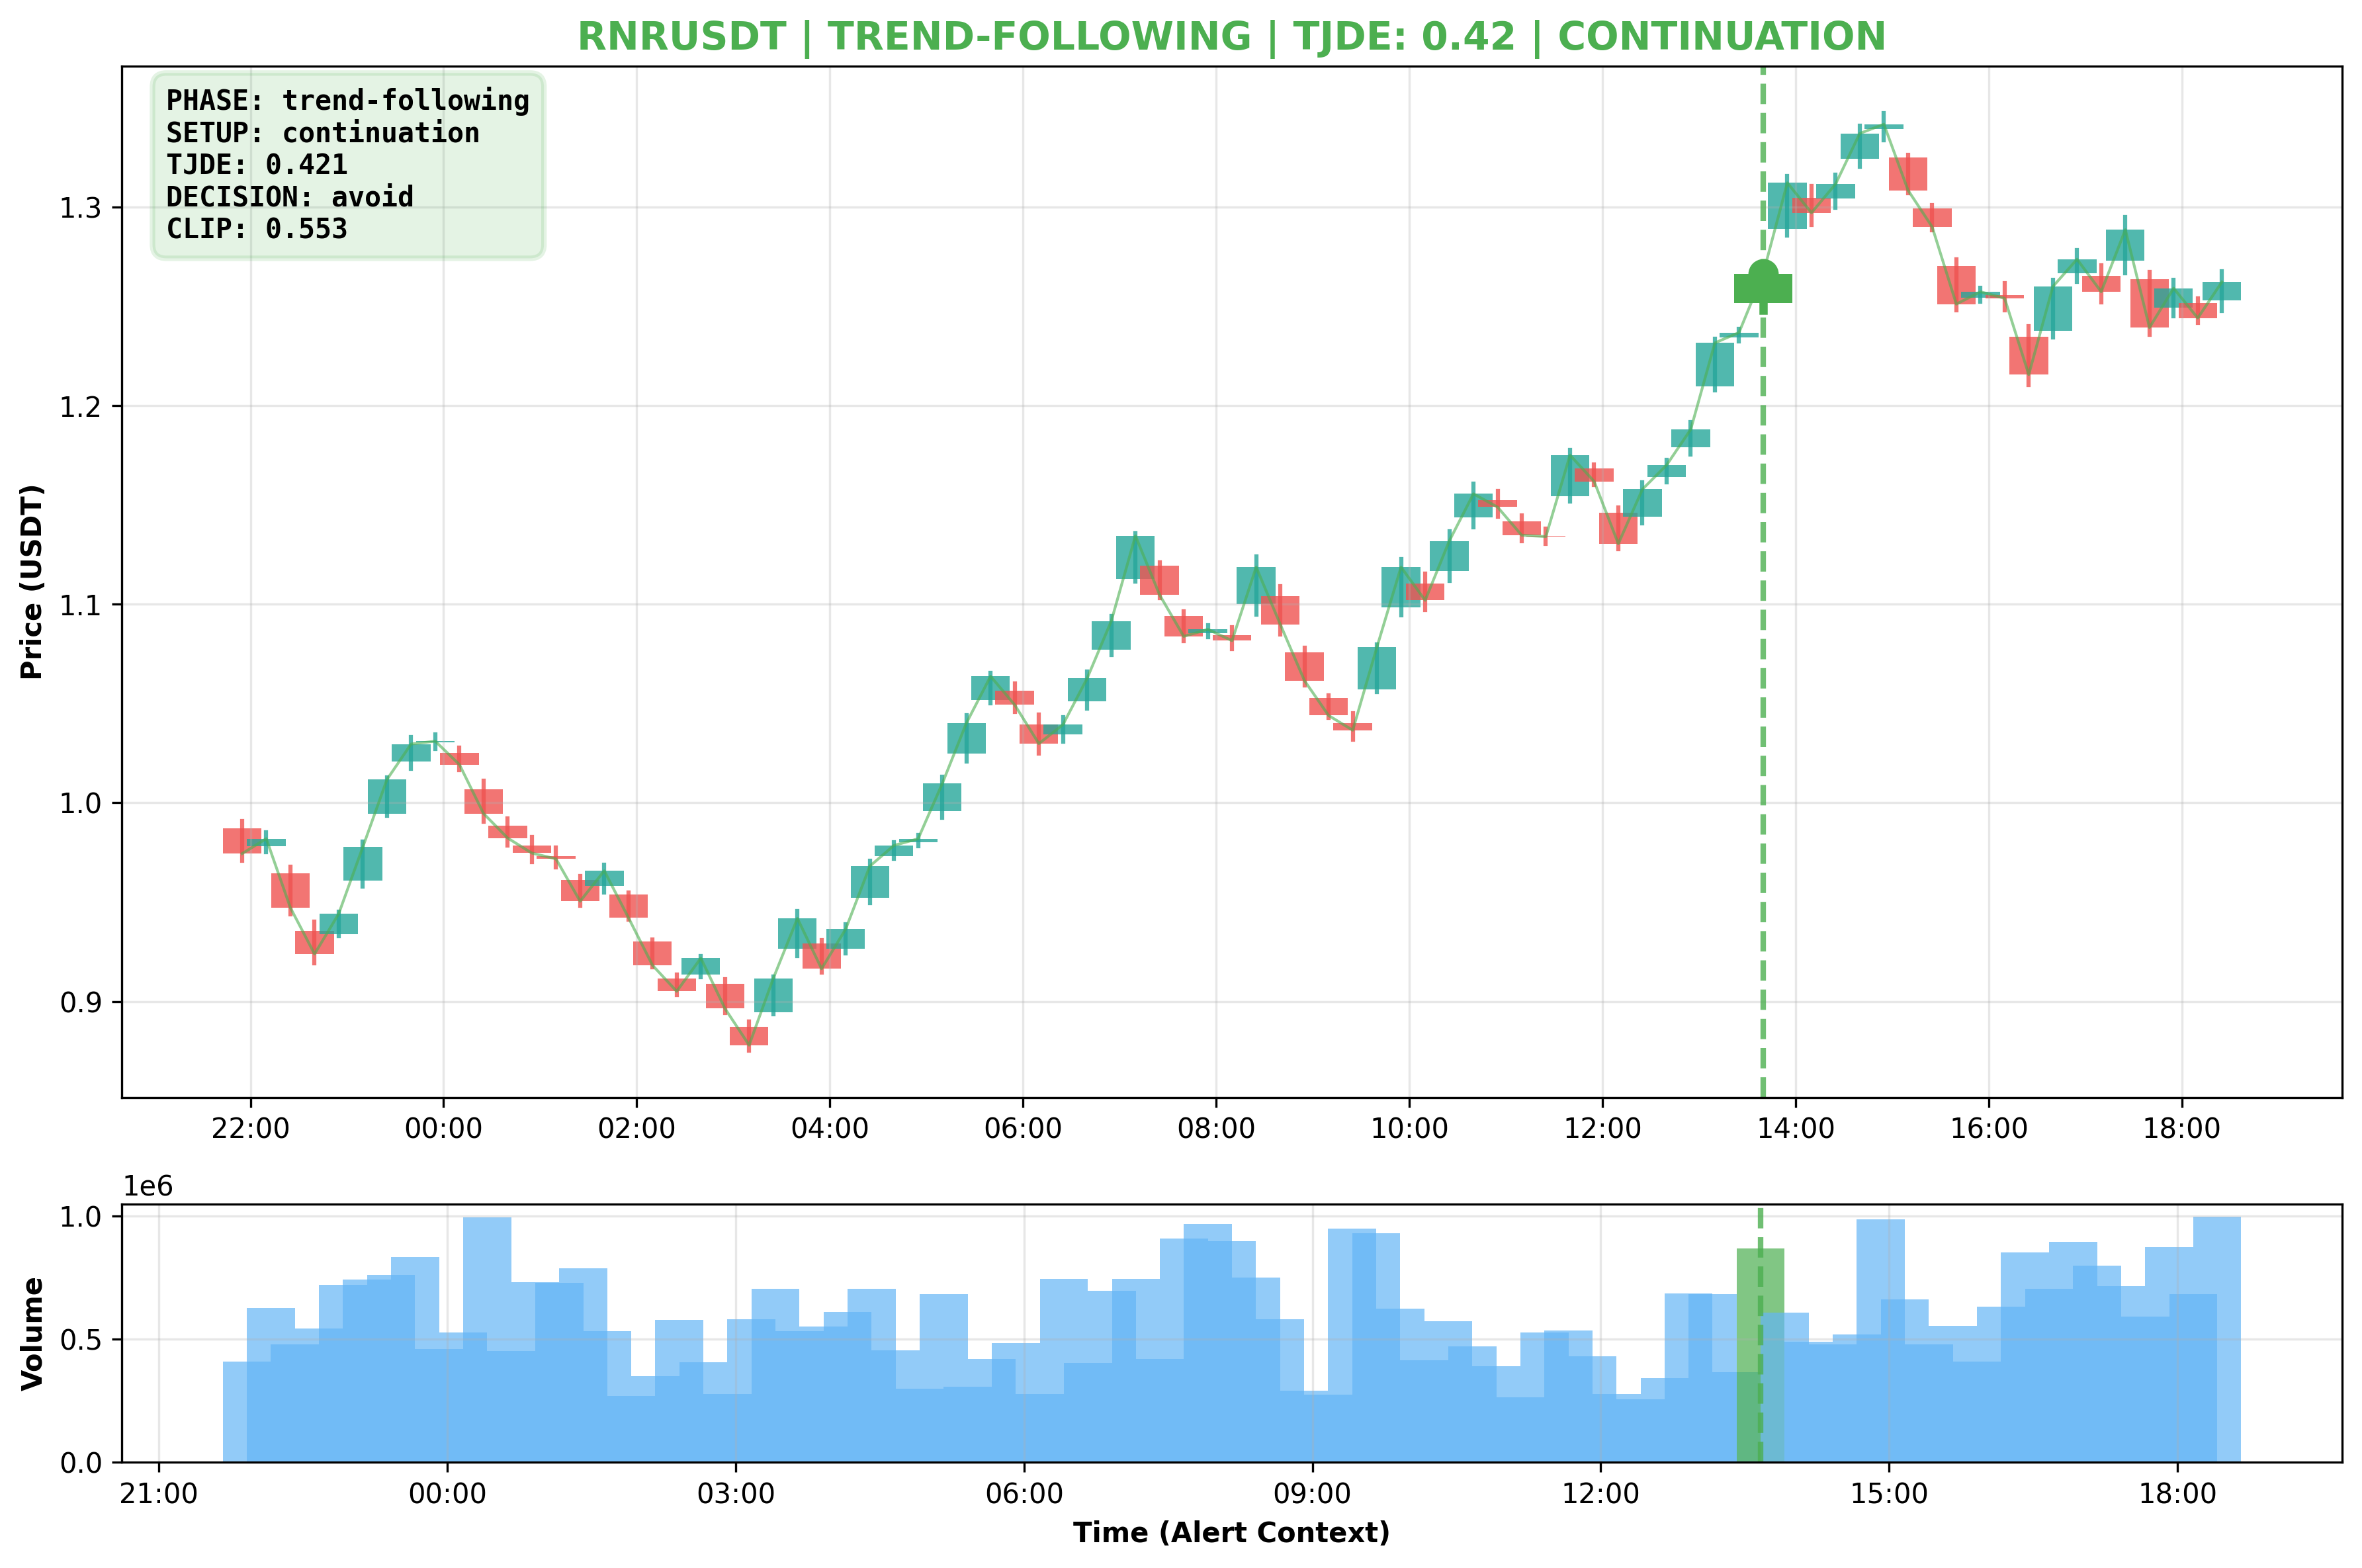 RNRUSDT | TREND-FOLLOWING | TJDE: 0.42 | CONTINUATION
PHASE: trend-following
SETUP: continuation
TJDE: 0.421
DECISION: avoid
CLIP: 0.553
Price (USDT)
1.3
1.2
1.1
1.0
0.9
22:00 00:00 02:00 04:00 06:00 08:00 10:00 12:00 14:00 16:00 18:00
1e6
Volume
1.0
0.5
0.0
21:00 00:00 03:00 06:00 09:00 12:00 15:00 18:00
Time (Alert Context)